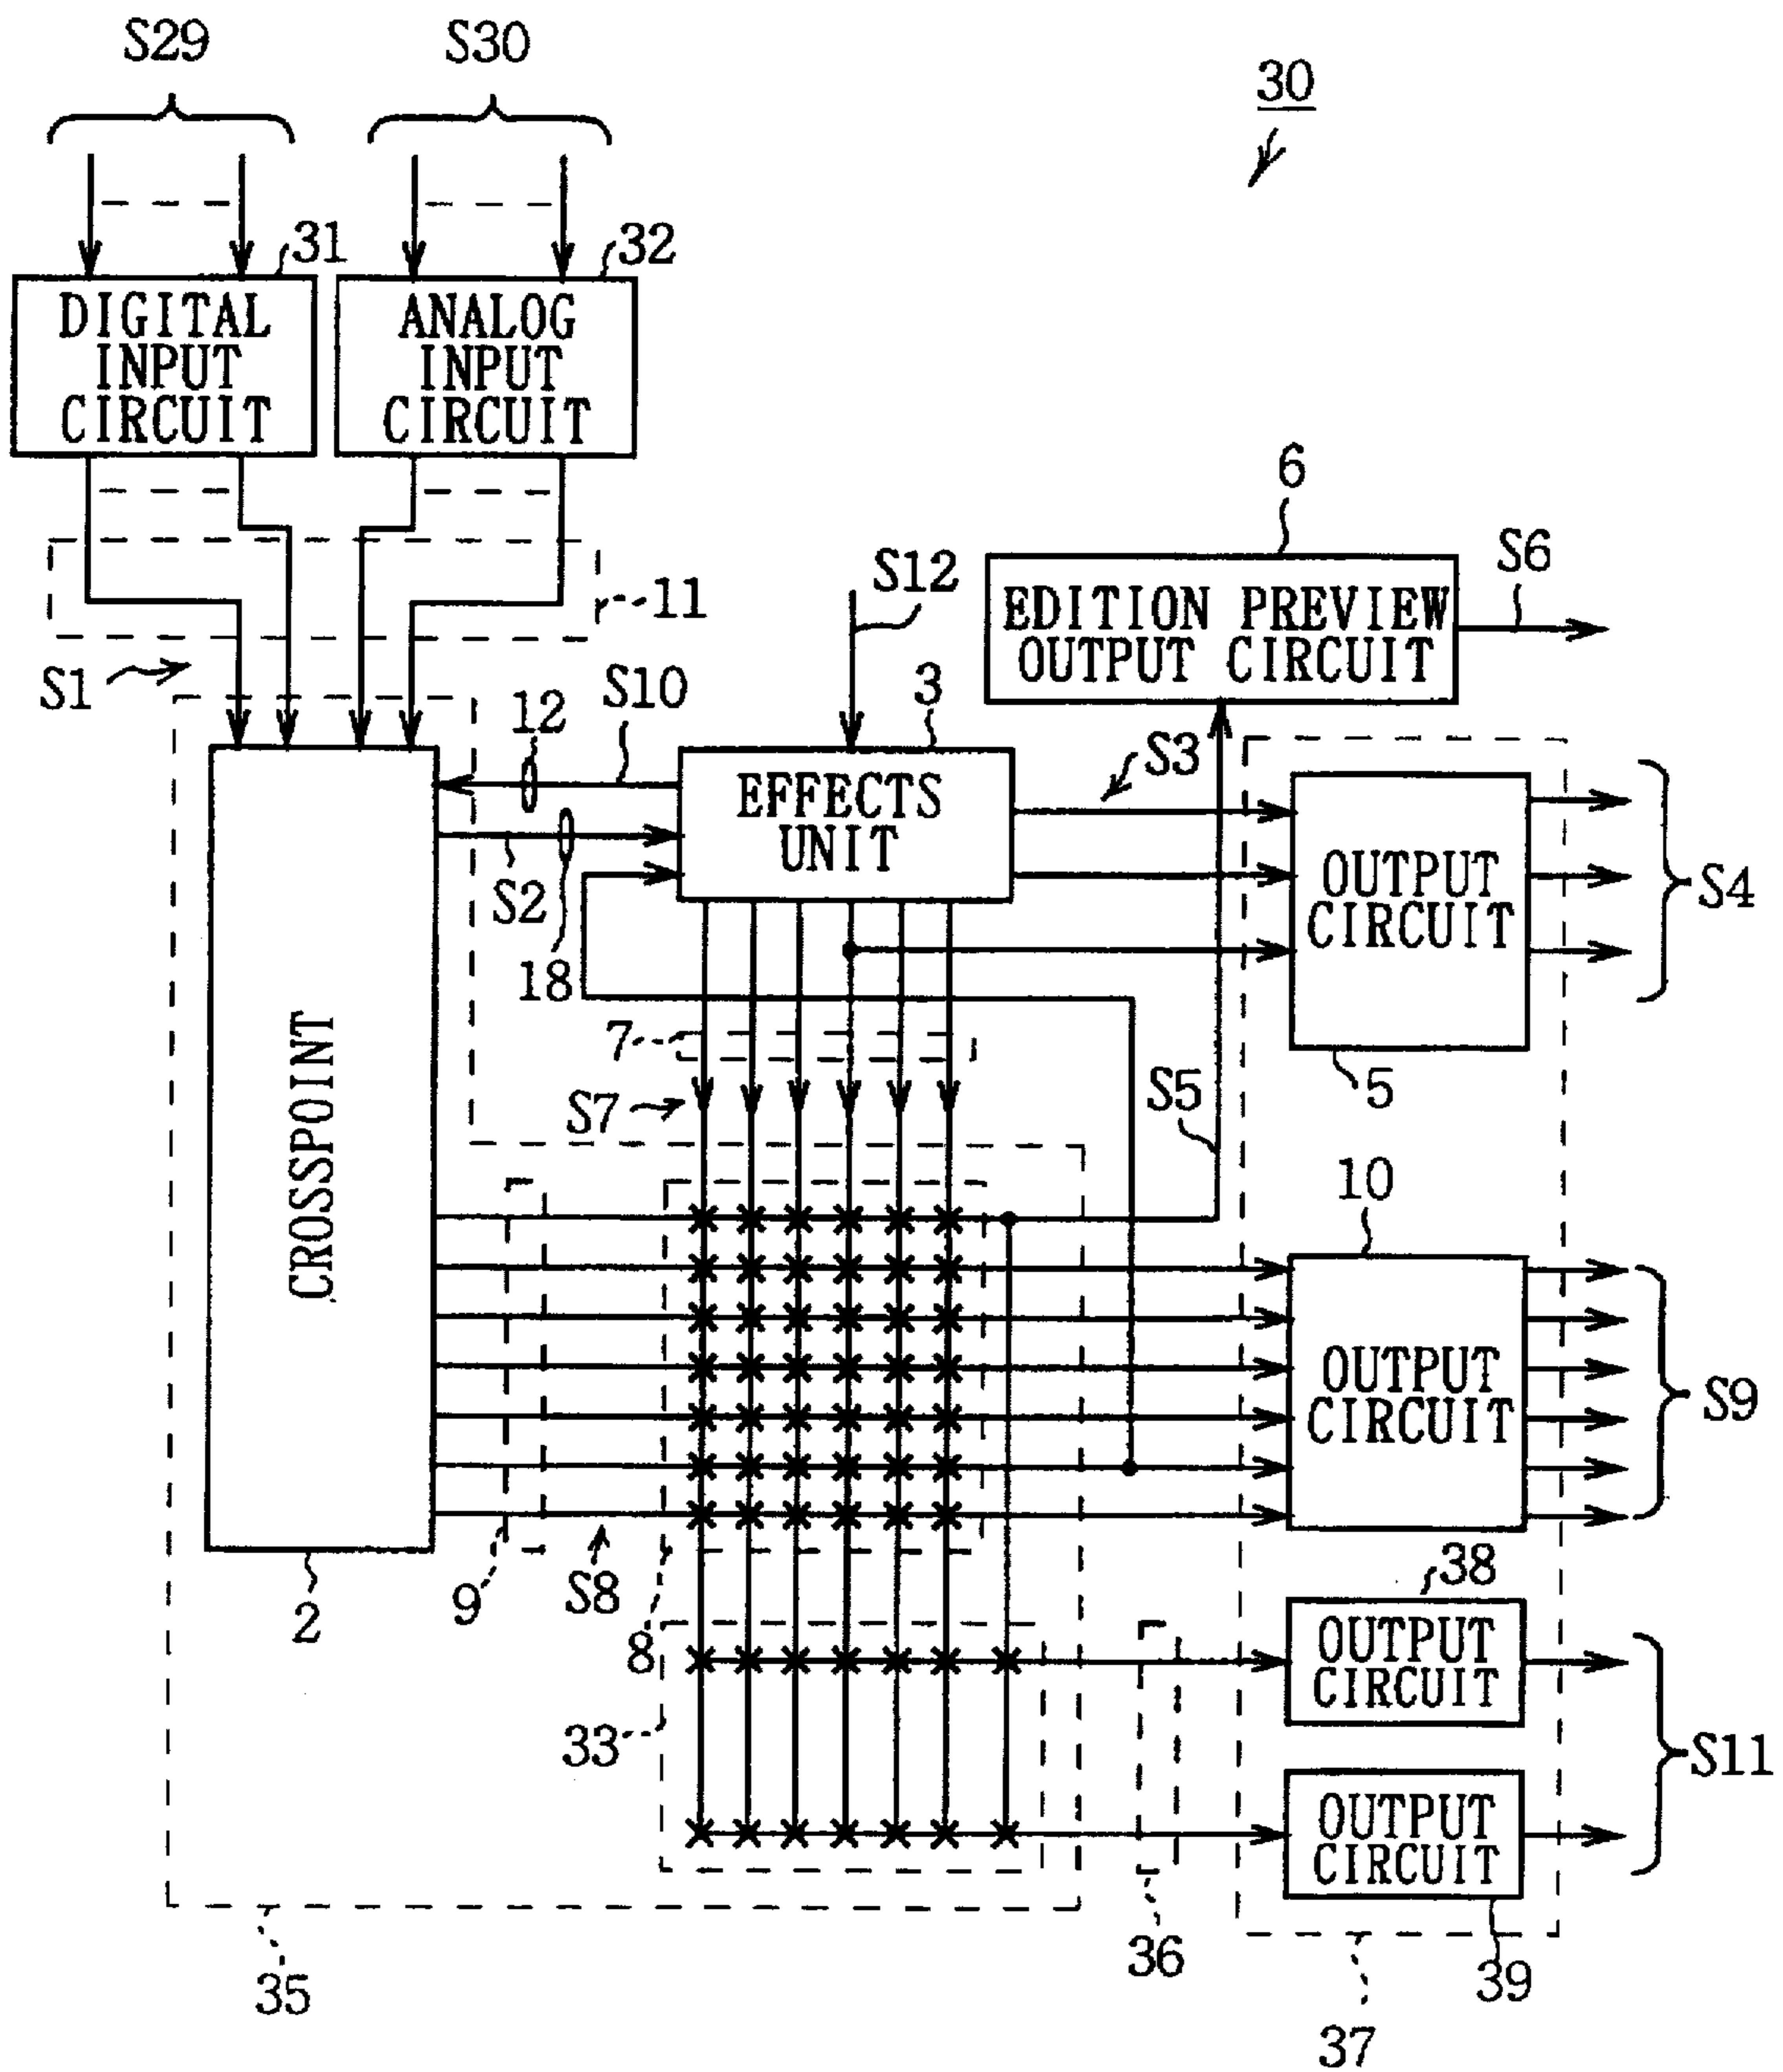 S29
S30
30
31
32
DIGITAL
INPUT
CIRCUIT
ANALOG
INPUT
CIRCUIT
6
S12
S6
11
EDITION PREVIEW
OUTPUT CIRCUIT
S1
S10
3
12
S3
EFFECTS
UNIT
S2
18
OUTPUT
CIRCUIT
S4
7
CROSSPOINT
S7
S5
5
10
OUTPUT
CIRCUIT
S9
2
9
S8
8
38
OUTPUT
CIRCUIT
33
S11
OUTPUT
CIRCUIT
36
39
35
37